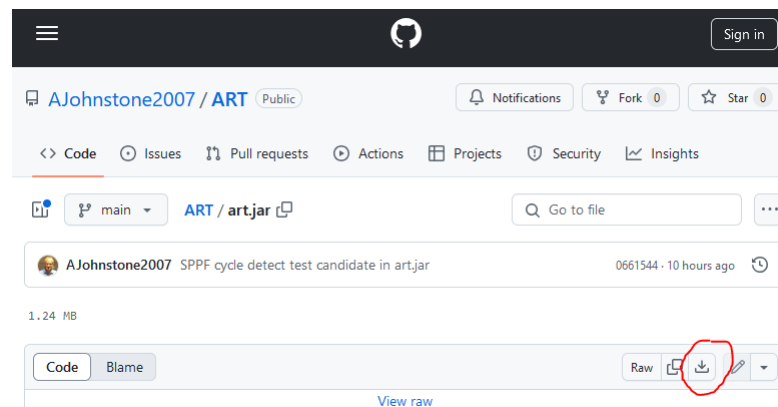 Sign in
AJohnstone2007 / ART Public
Notifications Fork 0 Star 0
<> Code Issues Pull requests Actions Projects Security Insights
main ART / art.jar Go to file ...
AJohnstone2007 SPPF cycle detect test candidate in art.jar 0661544 · 10 hours ago
1.24 MB
Code Blame Raw
View raw